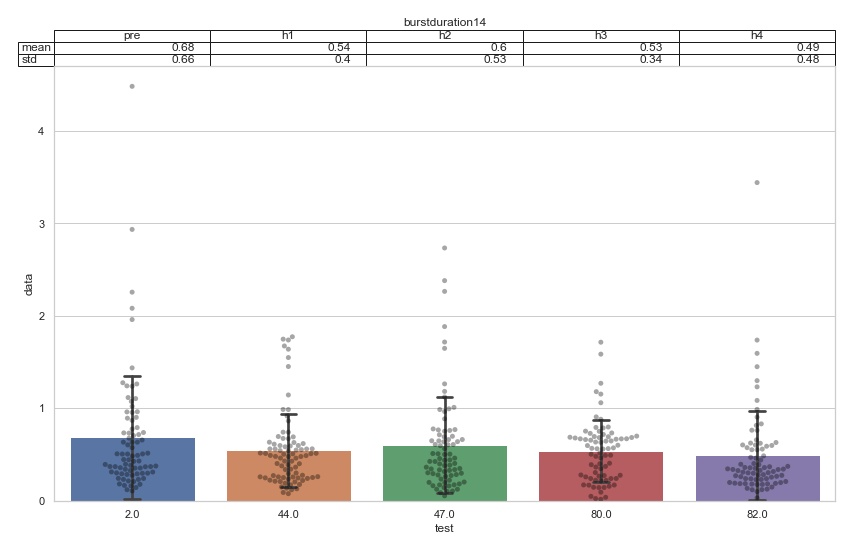 burstduration14
pre h1 h2 h3 h4
mean 0.68 0.54 0.6 0.53 0.49
std 0.66 0.4 0.53 0.34 0.48
4
3
data
2
1
0
2.0 44.0 47.0 80.0 82.0
test